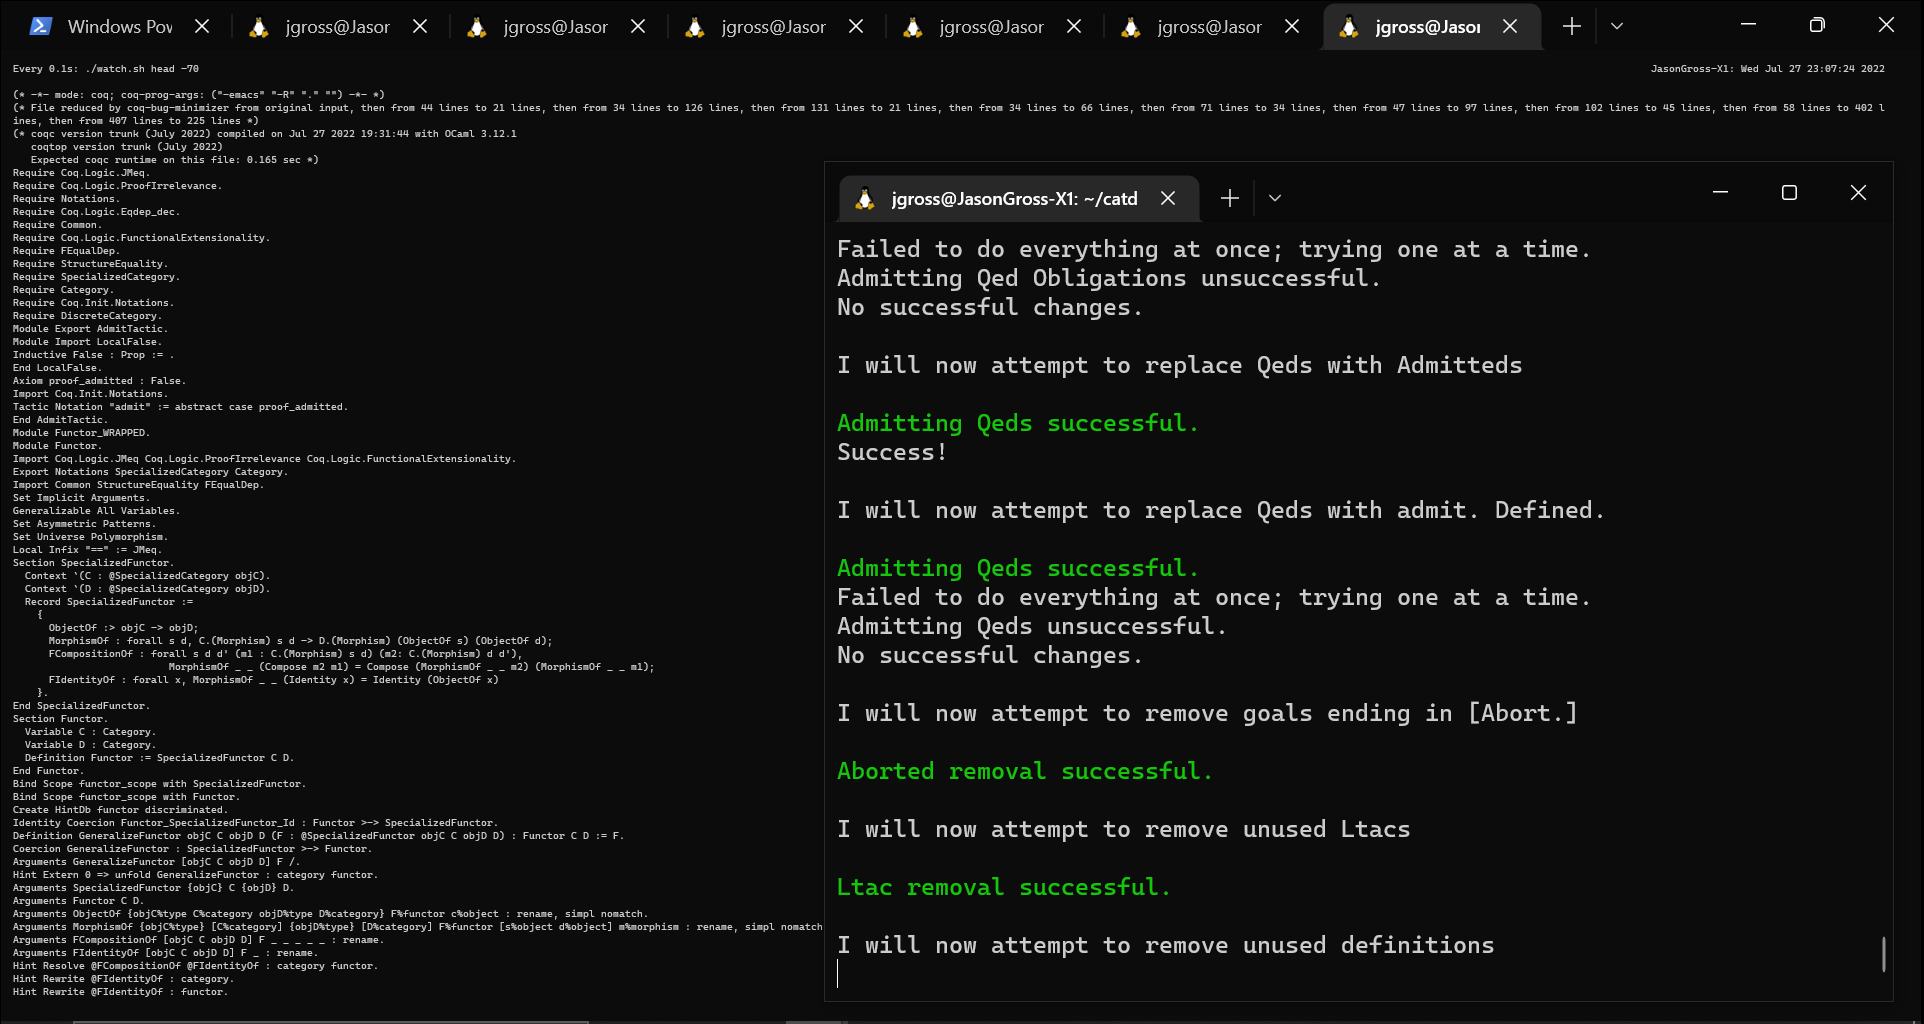 Windows Pov
jgross@Jasor
jgross@Jasor
jgross@Jasor
jgross@Jasor
jgross@Jasor
jgross@Jasor
Every 0.1s: ./watch.sh head -70
JasonGross-X1: Wed Jul 27 23:07:24 2022
(* -*- mode: coq; coq-prog-args: ("-emacs" "-R" "." "") -*- *)
(* File reduced by coq-bug-minimizer from original input, then from 44 lines to 21 lines, then from 34 lines to 126 lines, then from 131 lines to 21 lines, then from 34 lines to 66 lines, then from 71 lines to 34 lines, then from 47 lines to 97 lines, then from 102 lines to 45 lines, then from 58 lines to 402 l
ines, then from 407 lines to 225 lines *)
(* coqc version trunk (July 2022) compiled on Jul 27 2022 19:31:44 with OCaml 3.12.1
   coqtop version trunk (July 2022)
   Expected coqc runtime on this file: 0.165 sec *)
Require Coq.Logic.JMeq.
Require Coq.Logic.ProofIrrelevance.
Require Notations.
Require Coq.Logic.Eqdep_dec.
Require Common.
Require Coq.Logic.FunctionalExtensionality.
Require FEqualDep.
Require StructureEquality.
Require SpecializedCategory.
Require Category.
Require Coq.Init.Notations.
Require DiscreteCategory.
Module Export AdmitTactic.
Module Import LocalFalse.
Inductive False : Prop := .
End LocalFalse.
Axiom proof_admitted : False.
Import Coq.Init.Notations.
Tactic Notation "admit" := abstract case proof_admitted.
End AdmitTactic.
Module Functor_WRAPPED.
Module Functor.
Import Coq.Logic.JMeq Coq.Logic.ProofIrrelevance Coq.Logic.FunctionalExtensionality.
Export Notations SpecializedCategory Category.
Import Common StructureEquality FEqualDep.
Set Implicit Arguments.
Generalizable All Variables.
Set Asymmetric Patterns.
Set Universe Polymorphism.
Local Infix "==" := JMeq.
Section SpecializedFunctor.
  Context `(C : @SpecializedCategory objC).
  Context `(D : @SpecializedCategory objD).
  Record SpecializedFunctor :=
    {
      ObjectOf :> objC -> objD;
      MorphismOf : forall s d, C.(Morphism) s d -> D.(Morphism) (ObjectOf s) (ObjectOf d);
      FCompositionOf : forall s d d' (m1 : C.(Morphism) s d) (m2: C.(Morphism) d d'),
                          MorphismOf _ _ (Compose m2 m1) = Compose (MorphismOf _ _ m2) (MorphismOf _ _ m1);
      FIdentityOf : forall x, MorphismOf _ _ (Identity x) = Identity (ObjectOf x)
    }.
End SpecializedFunctor.
Section Functor.
  Variable C : Category.
  Variable D : Category.
  Definition Functor := SpecializedFunctor C D.
End Functor.
Bind Scope functor_scope with SpecializedFunctor.
Bind Scope functor_scope with Functor.
Create HintDb functor discriminated.
Identity Coercion Functor_SpecializedFunctor_Id : Functor >-> SpecializedFunctor.
Definition GeneralizeFunctor objC C objD D (F : @SpecializedFunctor objC C objD D) : Functor C D := F.
Coercion GeneralizeFunctor : SpecializedFunctor >-> Functor.
Arguments GeneralizeFunctor [objC C objD D] F /.
Hint Extern 0 => unfold GeneralizeFunctor : category functor.
Arguments SpecializedFunctor {objC} C {objD} D.
Arguments Functor C D.
Arguments ObjectOf {objC%type C%category objD%type D%category} F%functor c%object : rename, simpl nomatch.
Arguments MorphismOf {objC%type} [C%category] {objD%type} [D%category] F%functor [s%object d%object] m%morphism : rename, simpl nomatch
Arguments FCompositionOf [objC C objD D] F _ _ _ _ _ : rename.
Arguments FIdentityOf [objC C objD D] F _ : rename.
Hint Resolve @FCompositionOf @FIdentityOf : category functor.
Hint Rewrite @FIdentityOf : category.
Hint Rewrite @FIdentityOf : functor.
jgross@JasonGross-X1: ~/catd
Failed to do everything at once; trying one at a time.
Admitting Qed Obligations unsuccessful.
No successful changes.
I will now attempt to replace Qeds with Admitteds
Admitting Qeds successful.
Success!
I will now attempt to replace Qeds with admit. Defined.
Admitting Qeds successful.
Failed to do everything at once; trying one at a time.
Admitting Qeds unsuccessful.
No successful changes.
I will now attempt to remove goals ending in [Abort.]
Aborted removal successful.
I will now attempt to remove unused Ltacs
Ltac removal successful.
I will now attempt to remove unused definitions